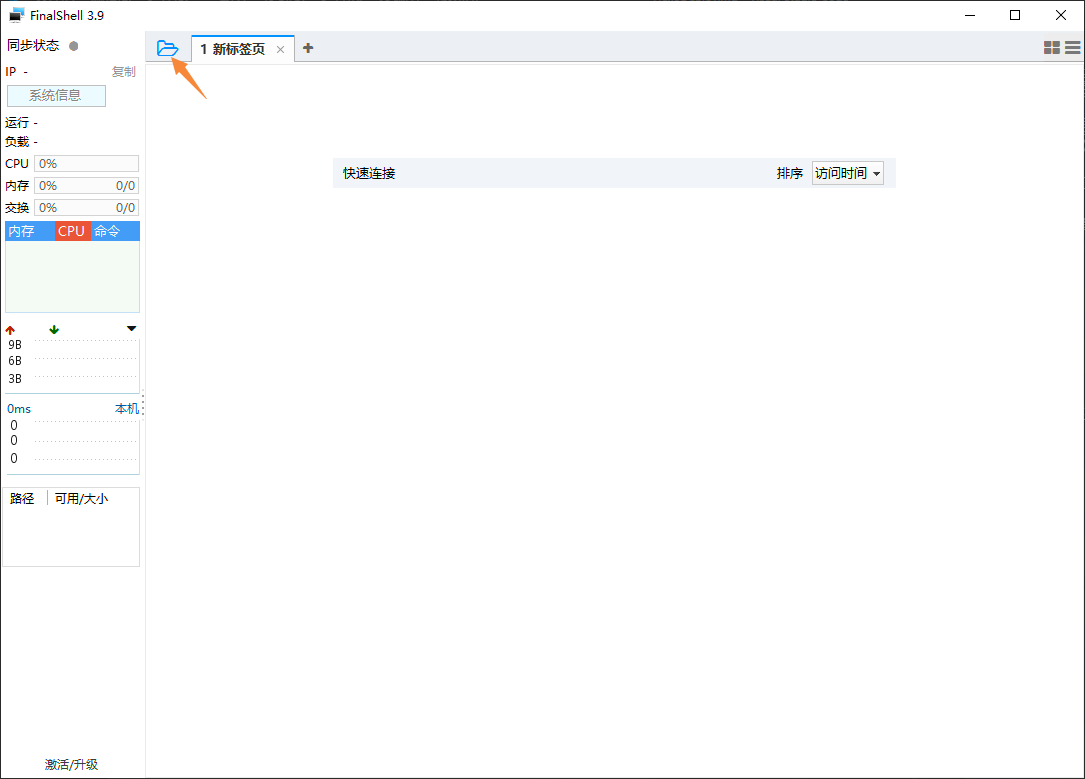 FinalShell 3.9
同步状态
1 新标签页
IP -
复制
系统信息
运行 -
负载 -
CPU 0%
内存 0% 0/0
交换 0% 0/0
内存 CPU 命令
9B
6B
3B
0ms 本机
0
0
0
路径 可用/大小
激活/升级
快速连接 排序 访问时间